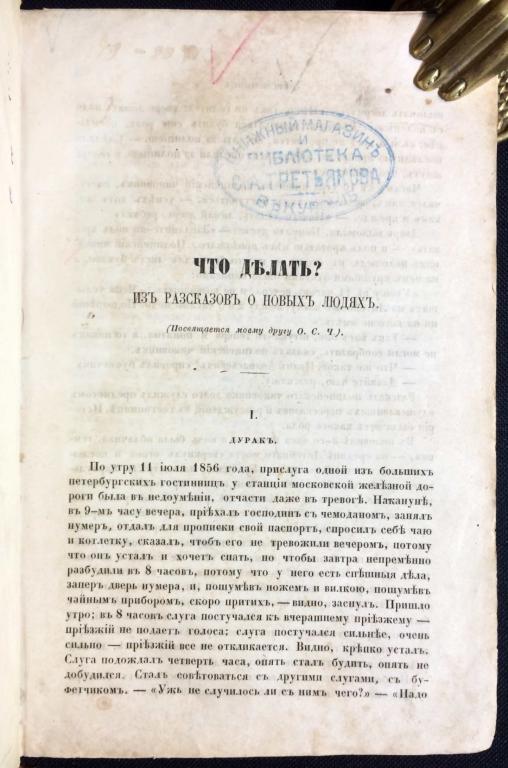 КНИЖНЫЙ МАГАЗИНЪ
И
БИБЛІОТЕКА
С.А. ТРЕТЬЯКОВА
ВЪ КУРСКѢ
ЧТО ДѢЛАТЬ?
ИЗЪ РАЗСКАЗОВЪ О НОВЫХЪ ЛЮДЯХЪ.
(Посвящается моему другу О. С. Ч.).
I.
ДУРАКЪ.
По утру 11 іюля 1856 года, прислуга одной изъ большихъ
петербургскихъ гостинницъ у станціи московской желѣзной до-
роги была въ недоумѣніи, отчасти даже въ тревогѣ. Наканунѣ,
въ 9-мъ часу вечера, пріѣхалъ господинъ съ чемоданомъ, занялъ
нумеръ, отдалъ для прописки свой паспортъ, спросилъ себѣ чаю
и котлетку, сказалъ, чтобъ его не тревожили вечеромъ, потому
что онъ усталъ и хочетъ спать, но чтобы завтра непремѣнно
разбудили въ 8 часовъ, потому что у него есть спѣшныя дѣла,
заперъ дверь нумера, и, пошумѣвъ ножемъ и вилкою, пошумѣвъ
чайнымъ приборомъ, скоро притихъ, — видно, заснулъ. Пришло
утро; въ 8 часовъ слуга постучался къ вчерашнему пріѣзжему —
пріѣзжій не подаетъ голоса; слуга постучался сильнѣе, очень
сильно — пріѣзжій все не откликается. Видно, крѣпко усталъ.
Слуга подождалъ четверть часа, опять сталъ будить, опять не
добудился. Сталъ совѣтоваться съ другими слугами, съ бу-
фетчикомъ. — «Ужь не случилось ли съ нимъ чего?» — «Надо